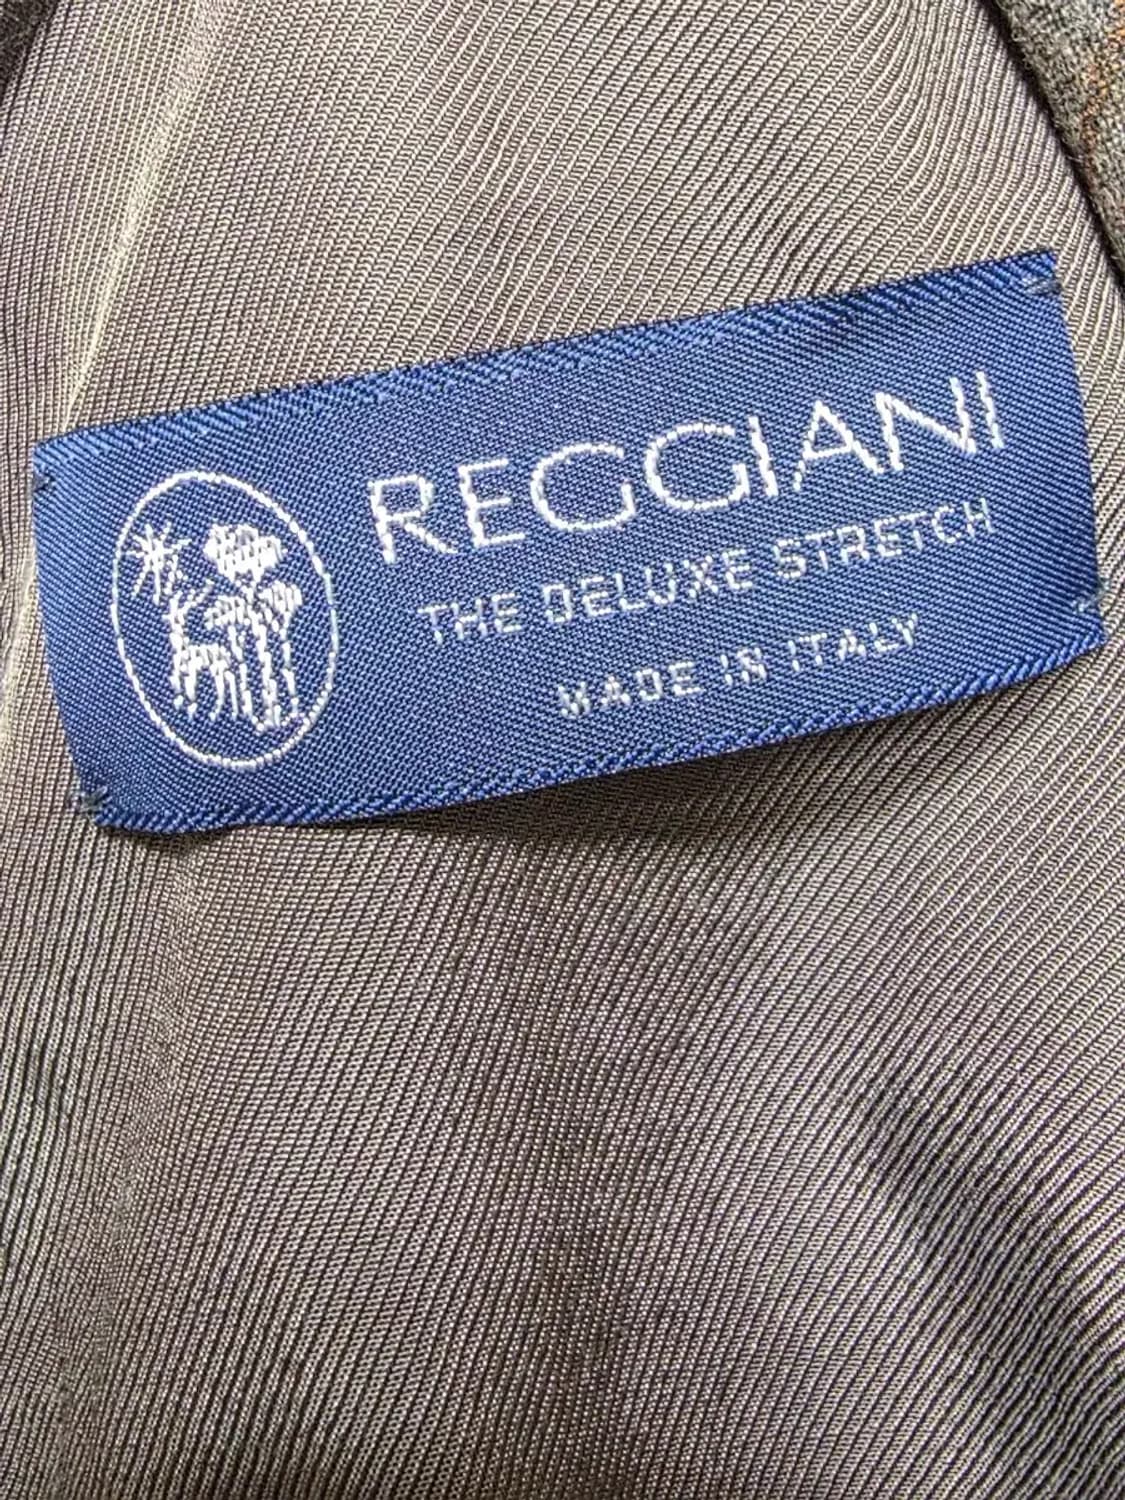 REGGIANI
THE DELUXE STRETCH
MADE IN ITALY